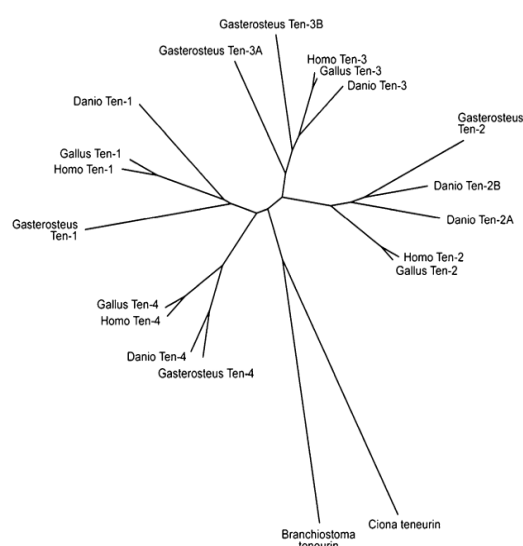 Gasterosteus Ten-3B
Gasterosteus Ten-3A
Homo Ten-3
Gallus Ten-3
Danio Ten-3
Danio Ten-1
Gasterosteus
Ten-2
Gallus Ten-1
Homo Ten-1
Danio Ten-2B
Danio Ten-2A
Gasterosteus
Ten-1
Homo Ten-2
Gallus Ten-2
Gallus Ten-4
Homo Ten-4
Danio Ten-4
Gasterosteus Ten-4
Ciona teneurin
Branchiostoma
teneurin